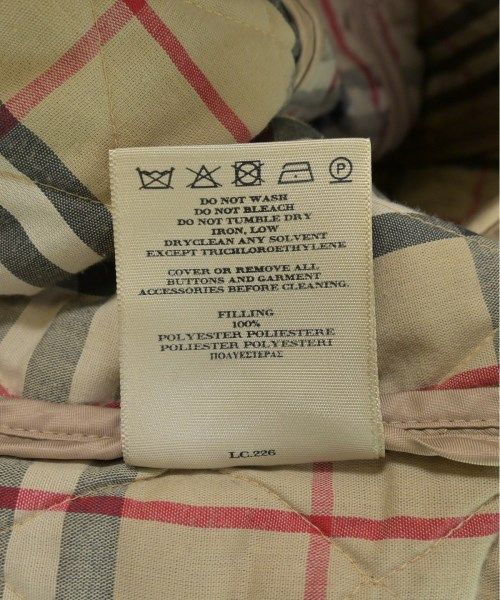 P
DO NOT WASH
DO NOT BLEACH
DO NOT TUMBLE DRY
IRON, LOW
DRYCLEAN ANY SOLVENT
EXCEPT TRICHLOROETHYLENE
COVER OR REMOVE ALL
BUTTONS AND GARMENT
ACCESSORIES BEFORE CLEANING.
FILLING
100%
POLYESTER POLIESTERE
POLIESTER POLYESTERI
ΠΟΛΥΕΣΤΕΡΑΣ
LC.226